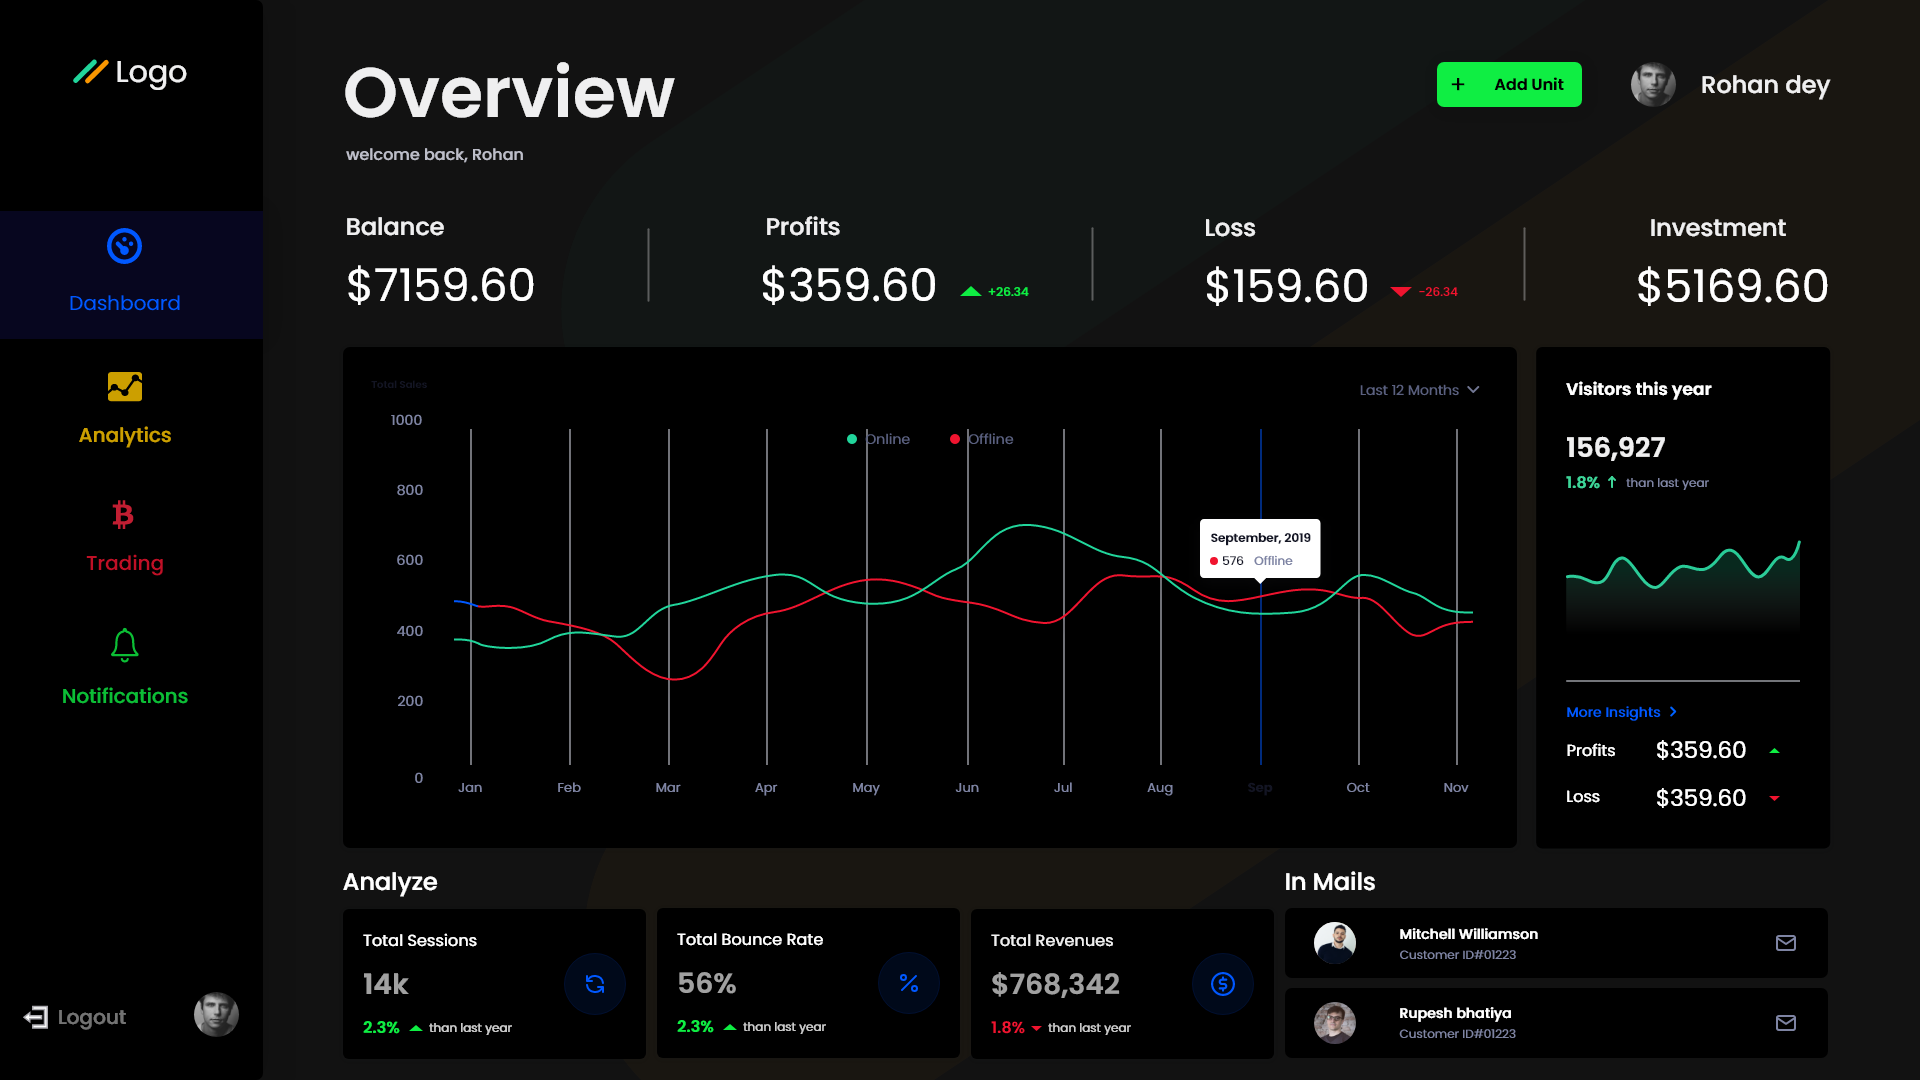 Logo
Dashboard
Analytics
Trading
Notifications
Logout
Overview
welcome back, Rohan
+ Add Unit
Rohan dey
Balance
$7159.60
Profits
$359.60 +26.34
Loss
$159.60 -26.34
Investment
$5169.60
Total Sales
Last 12 Months
Online Offline
1000
800
600
400
200
0
September, 2019
576 Offline
Jan Feb Mar Apr May Jun Jul Aug Sep Oct Nov
Visitors this year
156,927
1.8% ↑ than last year
More Insights >
Profits $359.60
Loss $359.60
Analyze
Total Sessions
14k
2.3% than last year
Total Bounce Rate
56%
2.3% than last year
Total Revenues
$768,342
1.8% than last year
In Mails
Mitchell Williamson
Customer ID#01223
Rupesh bhatiya
Customer ID#01223